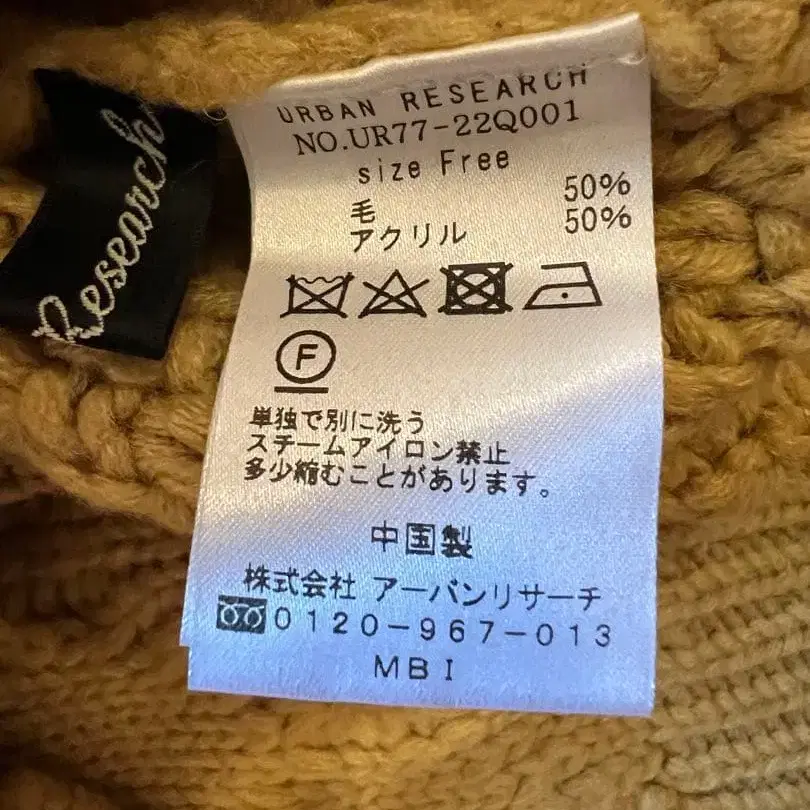 Research
URBAN RESEARCH
NO.UR77-22Q001
size Free
毛 50%
アクリル 50%
F
単独で別に洗う
スチームアイロン禁止
多少縮むことがあります。
中国製
株式会社 アーバンリサーチ
0120-967-013
MBI